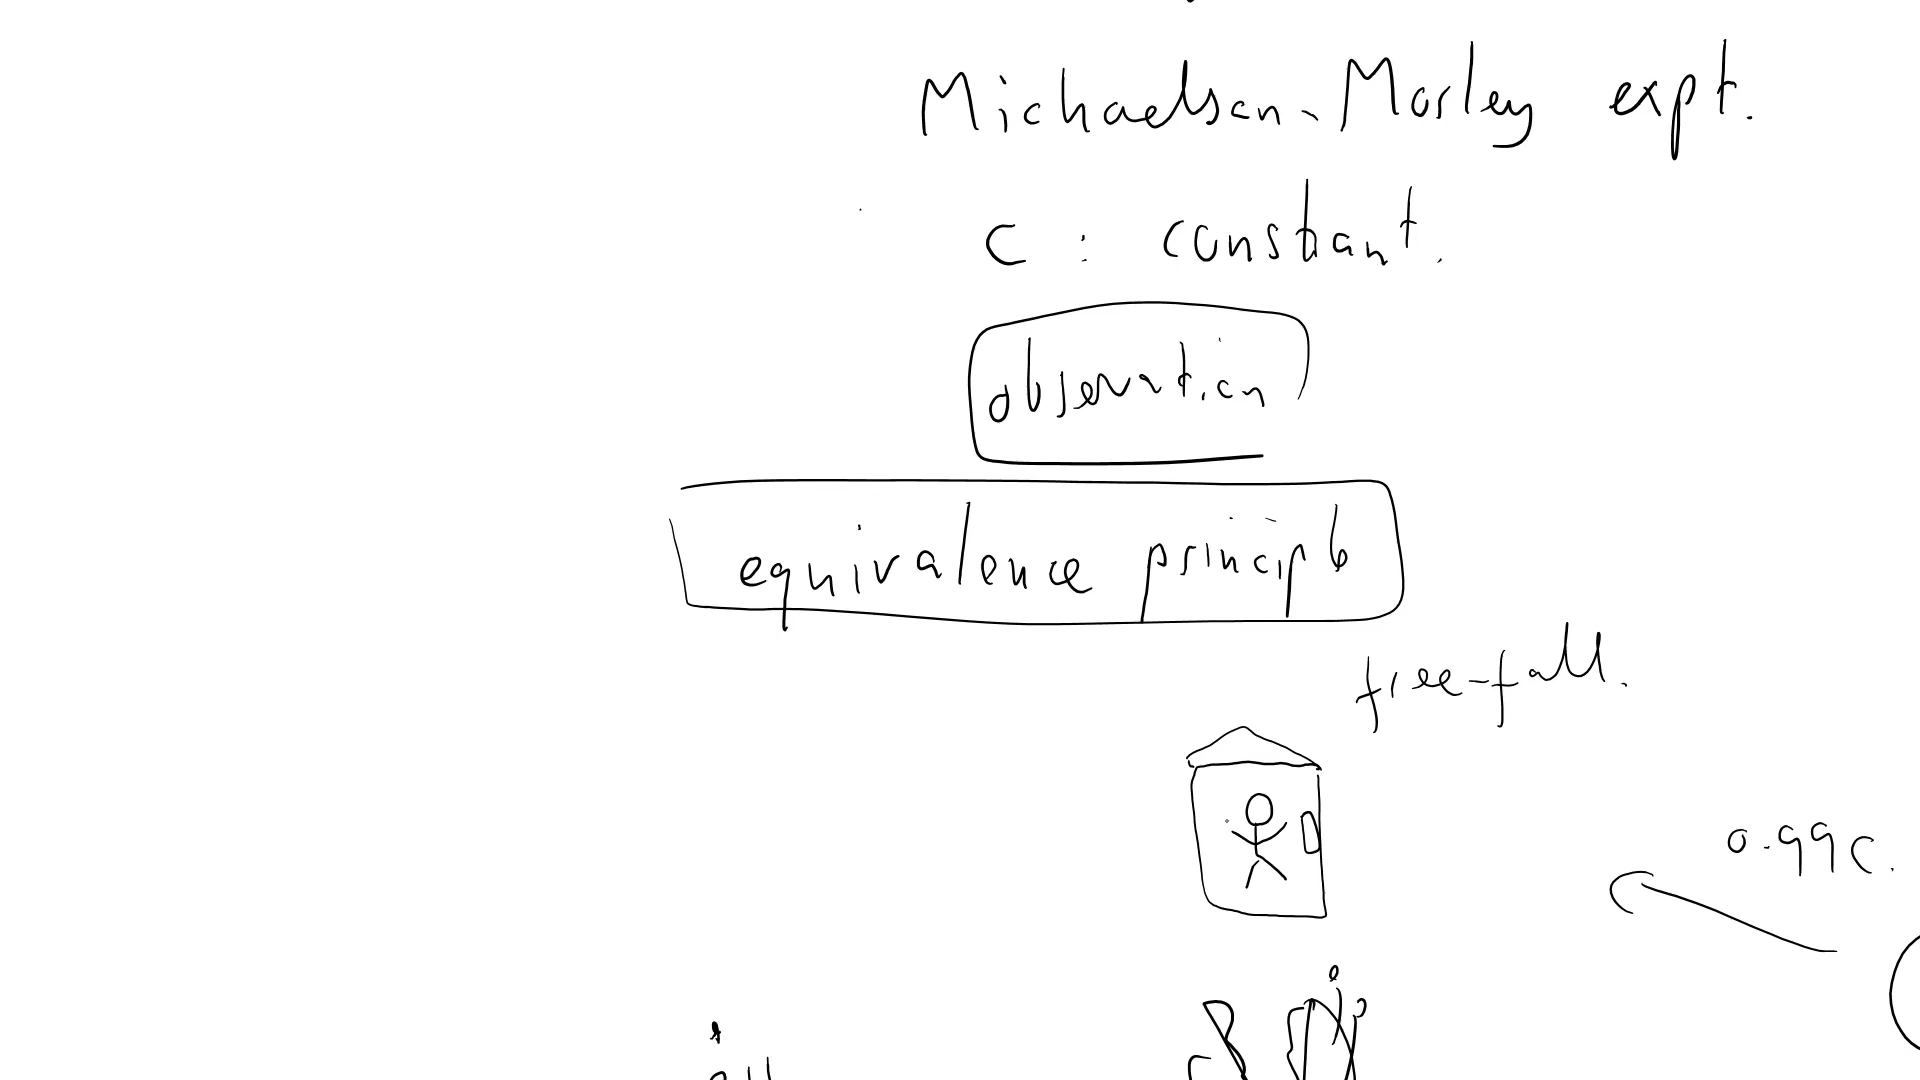 Michaelson-Morley expt.
c : constant.
observation
equivalence principle
free-fall.
0.99c.